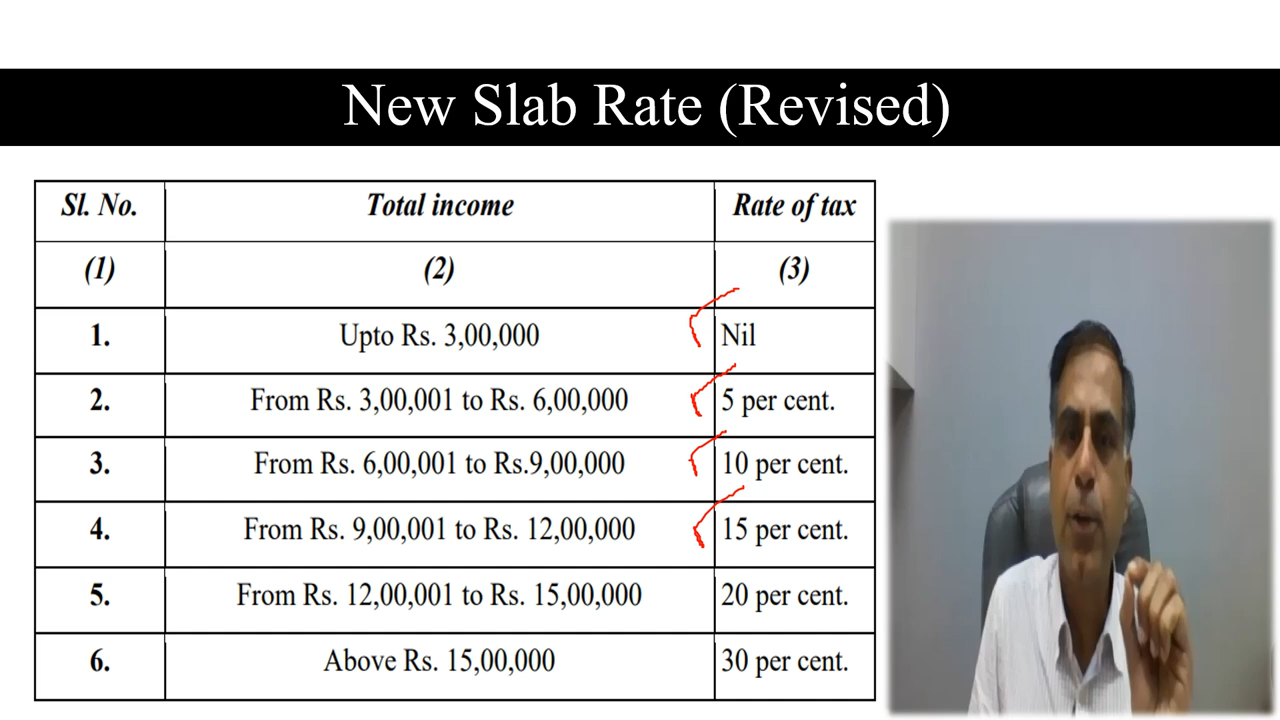 New Slab Rate (Revised)
Sl. No. Total income Rate of tax
(1) (2) (3)
1. Upto Rs. 3,00,000 Nil
2. From Rs. 3,00,001 to Rs. 6,00,000 5 per cent.
3. From Rs. 6,00,001 to Rs.9,00,000 10 per cent.
4. From Rs. 9,00,001 to Rs. 12,00,000 15 per cent.
5. From Rs. 12,00,001 to Rs. 15,00,000 20 per cent.
6. Above Rs. 15,00,000 30 per cent.